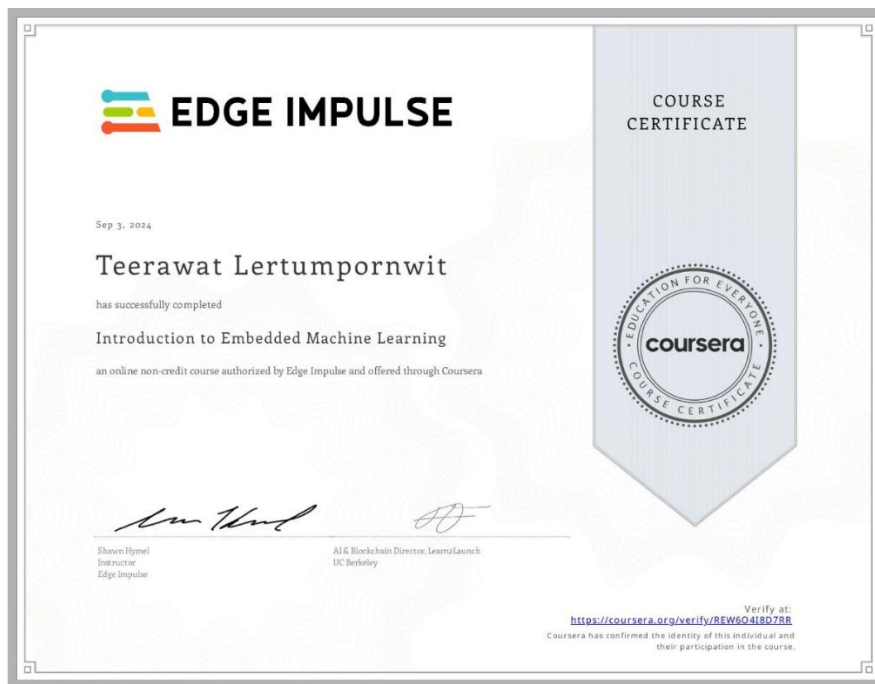 EDGE IMPULSE
COURSE
CERTIFICATE
Sep 3, 2024
Teerawat Lertumpornwit
has successfully completed
Introduction to Embedded Machine Learning
an online non-credit course authorized by Edge Impulse and offered through Coursera
EDUCATION FOR EVERYONE
coursera
COURSE CERTIFICATE
Shawn Hymel
Instructor
Edge Impulse
AI & Blockchain Director, Learn2Launch
UC Berkeley
Verify at:
https://coursera.org/verify/REW6O4I8D7RR
Coursera has confirmed the identity of this individual and
their participation in the course.